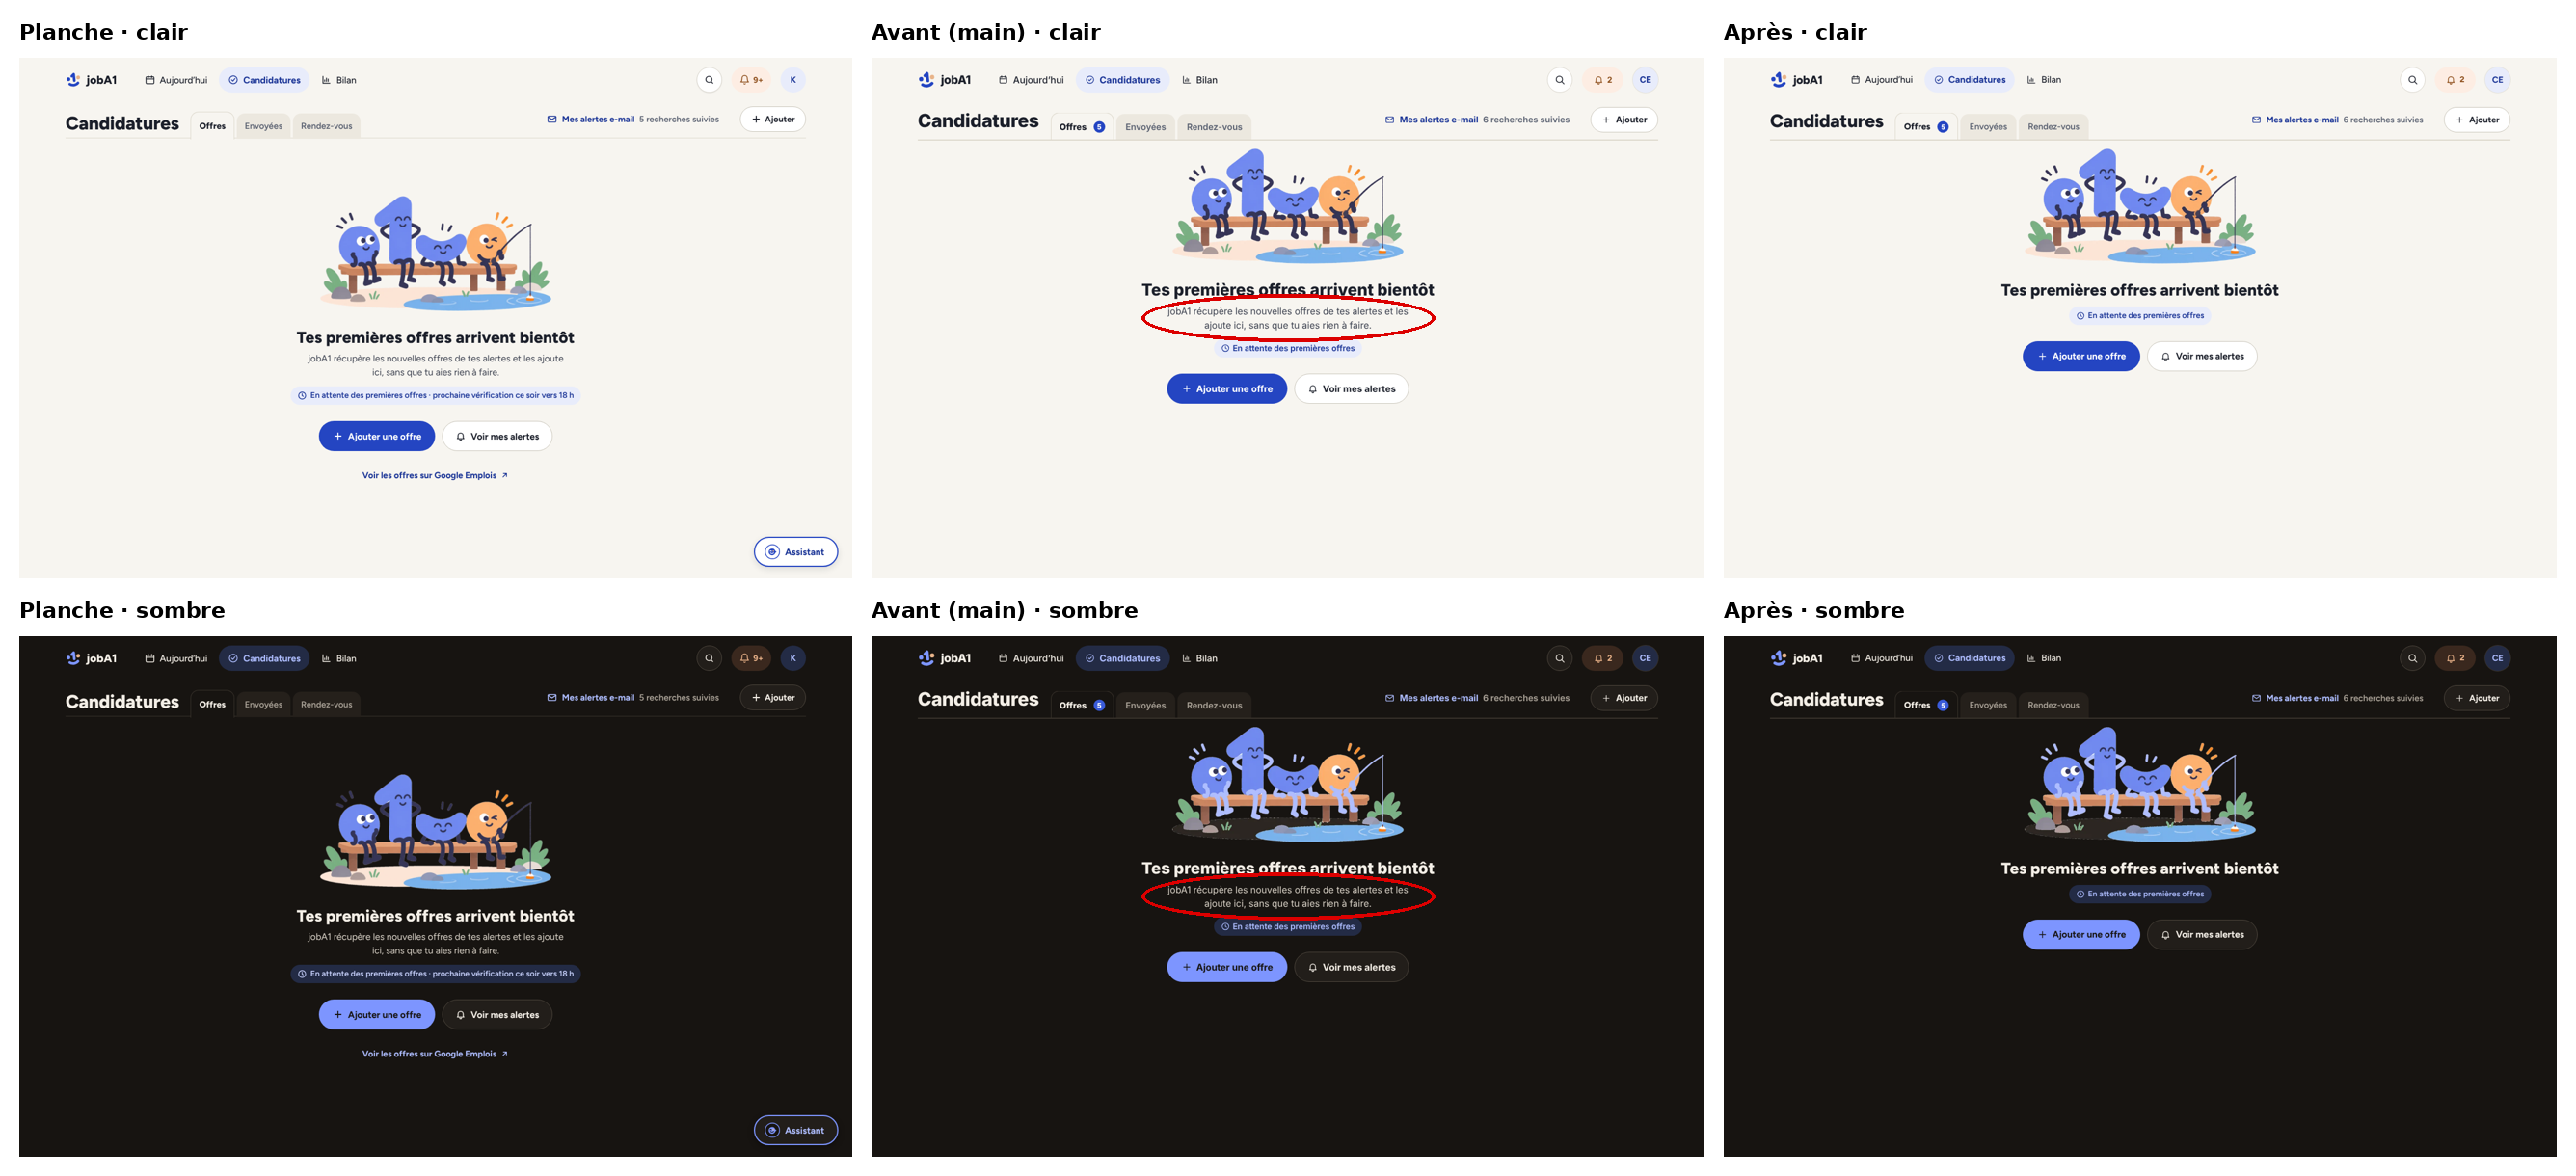 Planche · clair
jobA1 Aujourd'hui Candidatures Bilan 9+ K
Candidatures Offres Envoyées Rendez-vous Mes alertes e-mail 5 recherches suivies + Ajouter
Tes premières offres arrivent bientôt
jobA1 récupère les nouvelles offres de tes alertes et les ajoute
ici, sans que tu aies rien à faire.
En attente des premières offres · prochaine vérification ce soir vers 18 h
+ Ajouter une offre Voir mes alertes
Voir les offres sur Google Emplois ↗
Assistant
Avant (main) · clair
jobA1 Aujourd'hui Candidatures Bilan 2 CE
Candidatures Offres 5 Envoyées Rendez-vous Mes alertes e-mail 6 recherches suivies + Ajouter
Tes premières offres arrivent bientôt
jobA1 récupère les nouvelles offres de tes alertes et les
ajoute ici, sans que tu aies rien à faire.
En attente des premières offres
+ Ajouter une offre Voir mes alertes
Après · clair
jobA1 Aujourd'hui Candidatures Bilan 2 CE
Candidatures Offres 5 Envoyées Rendez-vous Mes alertes e-mail 6 recherches suivies + Ajouter
Tes premières offres arrivent bientôt
En attente des premières offres
+ Ajouter une offre Voir mes alertes
Planche · sombre
jobA1 Aujourd'hui Candidatures Bilan 9+ K
Candidatures Offres Envoyées Rendez-vous Mes alertes e-mail 5 recherches suivies + Ajouter
Tes premières offres arrivent bientôt
jobA1 récupère les nouvelles offres de tes alertes et les ajoute
ici, sans que tu aies rien à faire.
En attente des premières offres · prochaine vérification ce soir vers 18 h
+ Ajouter une offre Voir mes alertes
Voir les offres sur Google Emplois ↗
Assistant
Avant (main) · sombre
jobA1 Aujourd'hui Candidatures Bilan 2 CE
Candidatures Offres 5 Envoyées Rendez-vous Mes alertes e-mail 6 recherches suivies + Ajouter
Tes premières offres arrivent bientôt
jobA1 récupère les nouvelles offres de tes alertes et les
ajoute ici, sans que tu aies rien à faire.
En attente des premières offres
+ Ajouter une offre Voir mes alertes
Après · sombre
jobA1 Aujourd'hui Candidatures Bilan 2 CE
Candidatures Offres 5 Envoyées Rendez-vous Mes alertes e-mail 6 recherches suivies + Ajouter
Tes premières offres arrivent bientôt
En attente des premières offres
+ Ajouter une offre Voir mes alertes